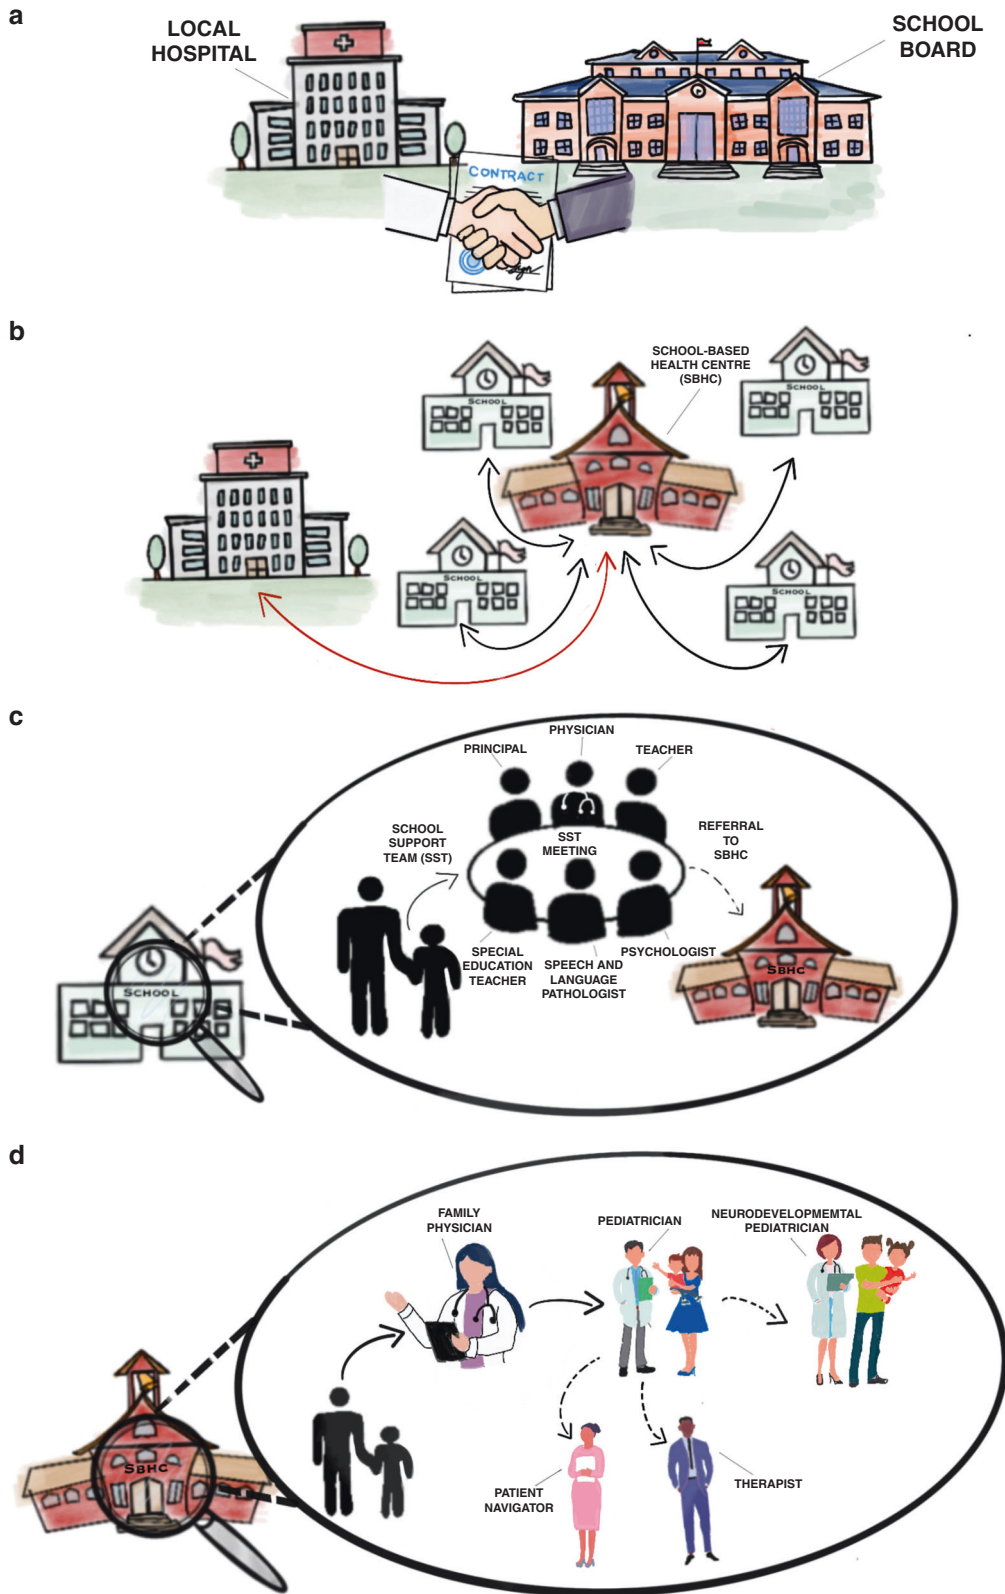 a
LOCAL
HOSPITAL
SCHOOL
BOARD
CONTRACT
b
SCHOOL-BASED
HEALTH CENTRE
(SBHC)
SCHOOL
SCHOOL
SCHOOL
SCHOOL
c
PHYSICIAN
PRINCIPAL
TEACHER
SCHOOL
SUPPORT
TEAM (SST)
SST
MEETING
REFERRAL
TO
SBHC
SPECIAL
EDUCATION
TEACHER
SPEECH AND
LANGUAGE
PATHOLOGIST
PSYCHOLOGIST
SBHC
SCHOOL
d
FAMILY
PHYSICIAN
PEDIATRICIAN
NEURODEVELOPMEMTAL
PEDIATRICIAN
SBHC
PATIENT
NAVIGATOR
THERAPIST